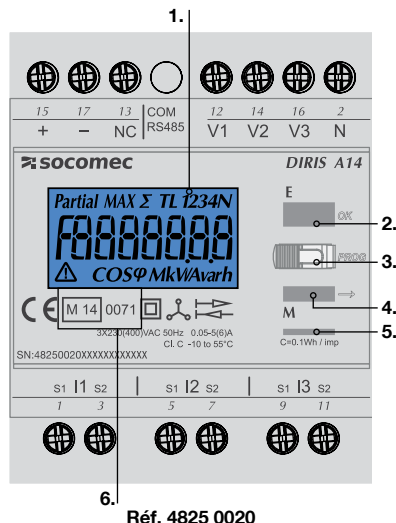 1.
15 17 13 COM 12 14 16 2
+ − NC RS485 V1 V2 V3 N
socomec DIRIS A14
E
Partial MAX Σ TL1234N
OK
2.
F8888888
PROG
3.
COSφ MkWAvarh
4.
M
CE M 14 0071
5.
3X230(400)VAC 50Hz 0.05-5(6)A
C=0.1Wh / imp
Cl. C -10 to 55°C
SN:48250020XXXXXXXXXXXX
S1 I1 S2 S1 I2 S2 S1 I3 S2
1 3 5 7 9 11
6.
Réf. 4825 0020